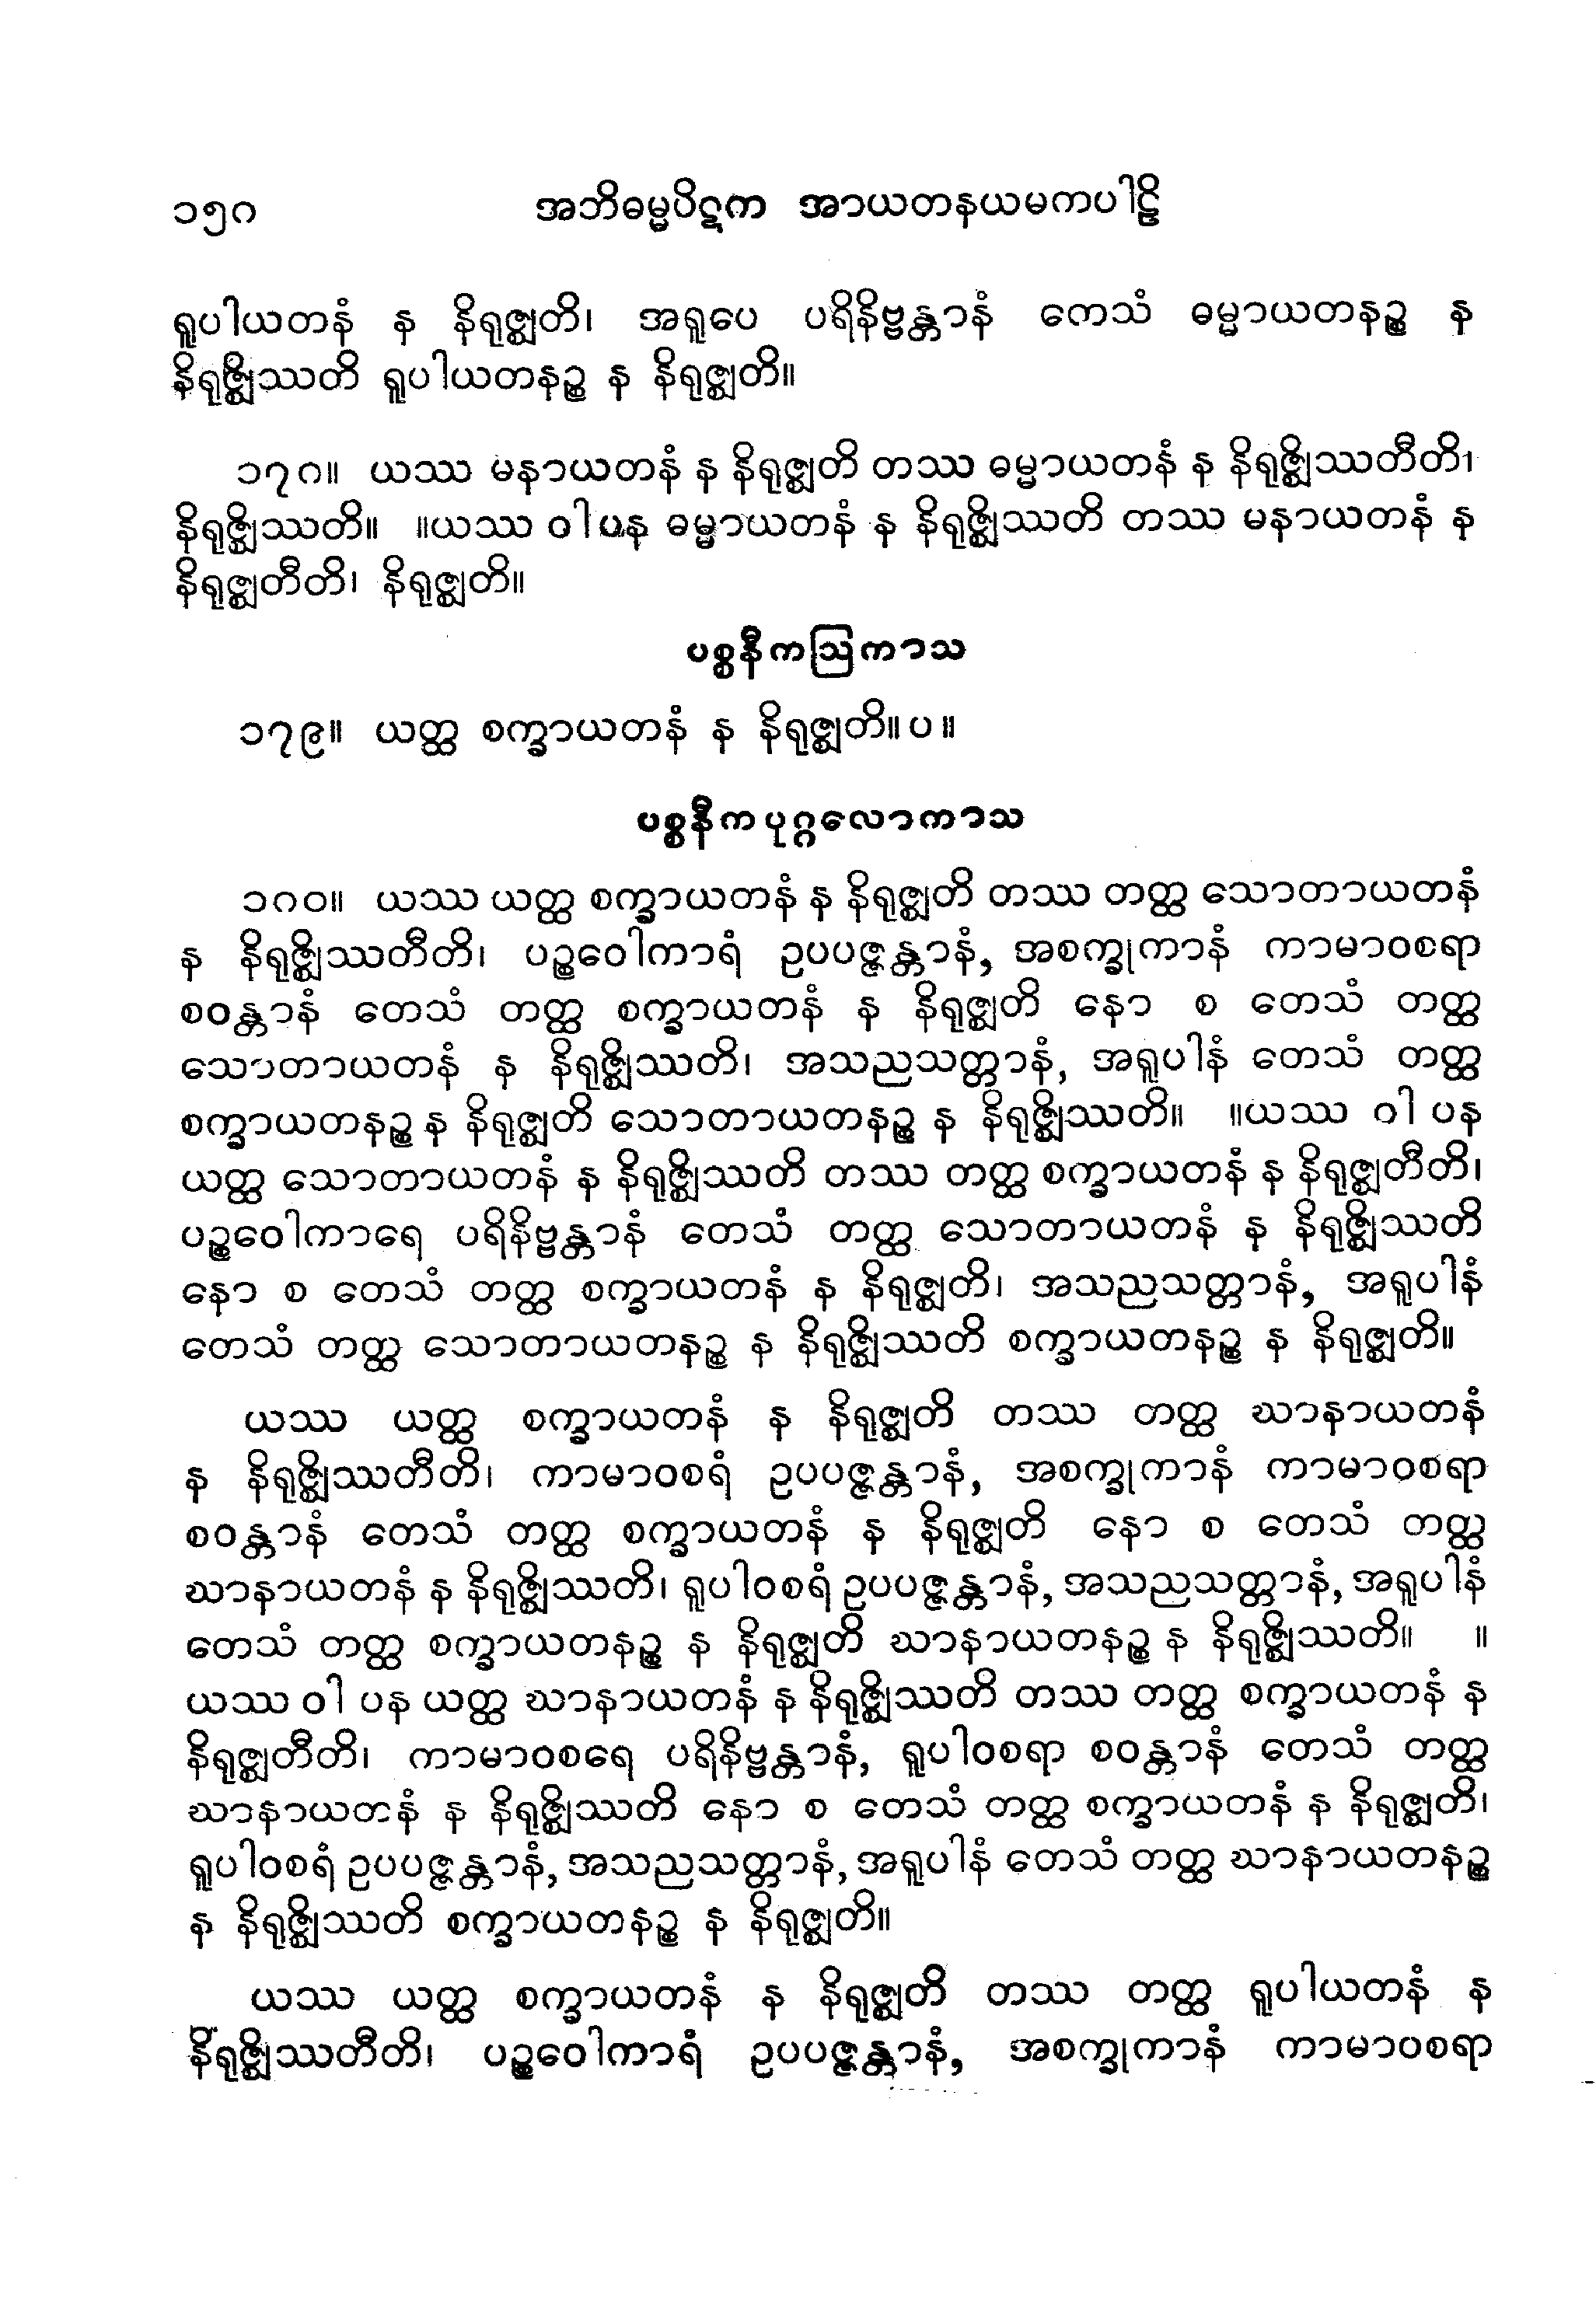 ၁၅၈ အဘိဓမ္မပိဋက အာယတနယမကပါဠိ
ရူပါယတနံ န နိရုဇ္ဈတိ၊ အရူပေ ပရိနိဗ္ဗန္တာနံ ကေသံ ဓမ္မာယတနဉ္စ န
နိရုဇ္ဈိဿတိ ရူပါယတနဉ္စ န နိရုဇ္ဈတိ။
၁၇၈။ ယဿ မနာယတနံ န နိရုဇ္ဈတိ တဿ ဓမ္မာယတနံ န နိရုဇ္ဈိဿတီတိ၊
နိရုဇ္ဈိဿတိ။ ။ယဿ ဝါ ပန ဓမ္မာယတနံ န နိရုဇ္ဈိဿတိ တဿ မနာယတနံ န
နိရုဇ္ဈတီတိ၊ နိရုဇ္ဈတိ။
ပစ္စနီကဩကာသ
၁၇၉။ ယတ္ထ စက္ခာယတနံ န နိရုဇ္ဈတိ။ပ။
ပစ္စနီကပုဂ္ဂလောကာသ
၁၈၀။ ယဿ ယတ္ထ စက္ခာယတနံ န နိရုဇ္ဈတိ တဿ တတ္ထ သောတာယတနံ
န နိရုဇ္ဈိဿတီတိ၊ ပဉ္စဝေါကာရံ ဥပပဇ္ဇန္တာနံ, အစက္ခုကာနံ ကာမာဝစရာ
စဝန္တာနံ တေသံ တတ္ထ စက္ခာယတနံ န နိရုဇ္ဈတိ နော စ တေသံ တတ္ထ
သောတာယတနံ န နိရုဇ္ဈိဿတိ၊ အသညသတ္တာနံ, အရူပါနံ တေသံ တတ္ထ
စက္ခာယတနဉ္စ န နိရုဇ္ဈတိ သောတာယတနဉ္စ န နိရုဇ္ဈိဿတိ။ ။ယဿ ဝါ ပန
ယတ္ထ သောတာယတနံ န နိရုဇ္ဈိဿတိ တဿ တတ္ထ စက္ခာယတနံ န နိရုဇ္ဈတီတိ၊
ပဉ္စဝေါကာရေ ပရိနိဗ္ဗန္တာနံ တေသံ တတ္ထ သောတာယတနံ န နိရုဇ္ဈိဿတိ
နော စ တေသံ တတ္ထ စက္ခာယတနံ န နိရုဇ္ဈတိ၊ အသညသတ္တာနံ, အရူပါနံ
တေသံ တတ္ထ သောတာယတနဉ္စ န နိရုဇ္ဈိဿတိ စက္ခာယတနဉ္စ န နိရုဇ္ဈတိ။
ယဿ ယတ္ထ စက္ခာယတနံ န နိရုဇ္ဈတိ တဿ တတ္ထ ဃာနာယတနံ
န နိရုဇ္ဈိဿတီတိ၊ ကာမာဝစရံ ဥပပဇ္ဇန္တာနံ, အစက္ခုကာနံ ကာမာဝစရာ
စဝန္တာနံ တေသံ တတ္ထ စက္ခာယတနံ န နိရုဇ္ဈတိ နော စ တေသံ တတ္ထ
ဃာနာယတနံ န နိရုဇ္ဈိဿတိ၊ ရူပါဝစရံ ဥပပဇ္ဇန္တာနံ, အသညသတ္တာနံ, အရူပါနံ
တေသံ တတ္ထ စက္ခာယတနဉ္စ န နိရုဇ္ဈတိ ဃာနာယတနဉ္စ န နိရုဇ္ဈိဿတိ။ ။
ယဿ ဝါ ပန ယတ္ထ ဃာနာယတနံ န နိရုဇ္ဈိဿတိ တဿ တတ္ထ စက္ခာယတနံ န
နိရုဇ္ဈတီတိ၊ ကာမာဝစရေ ပရိနိဗ္ဗန္တာနံ, ရူပါဝစရာ စဝန္တာနံ တေသံ တတ္ထ
ဃာနာယတနံ န နိရုဇ္ဈိဿတိ နော စ တေသံ တတ္ထ စက္ခာယတနံ န နိရုဇ္ဈတိ၊
ရူပါဝစရံ ဥပပဇ္ဇန္တာနံ, အသညသတ္တာနံ, အရူပါနံ တေသံ တတ္ထ ဃာနာယတနဉ္စ
န နိရုဇ္ဈိဿတိ စက္ခာယတနဉ္စ န နိရုဇ္ဈတိ။
ယဿ ယတ္ထ စက္ခာယတနံ န နိရုဇ္ဈတိ တဿ တတ္ထ ရူပါယတနံ န
နိရုဇ္ဈိဿတီတိ၊ ပဉ္စဝေါကာရံ ဥပပဇ္ဇန္တာနံ, အစက္ခုကာနံ ကာမာဝစရာ